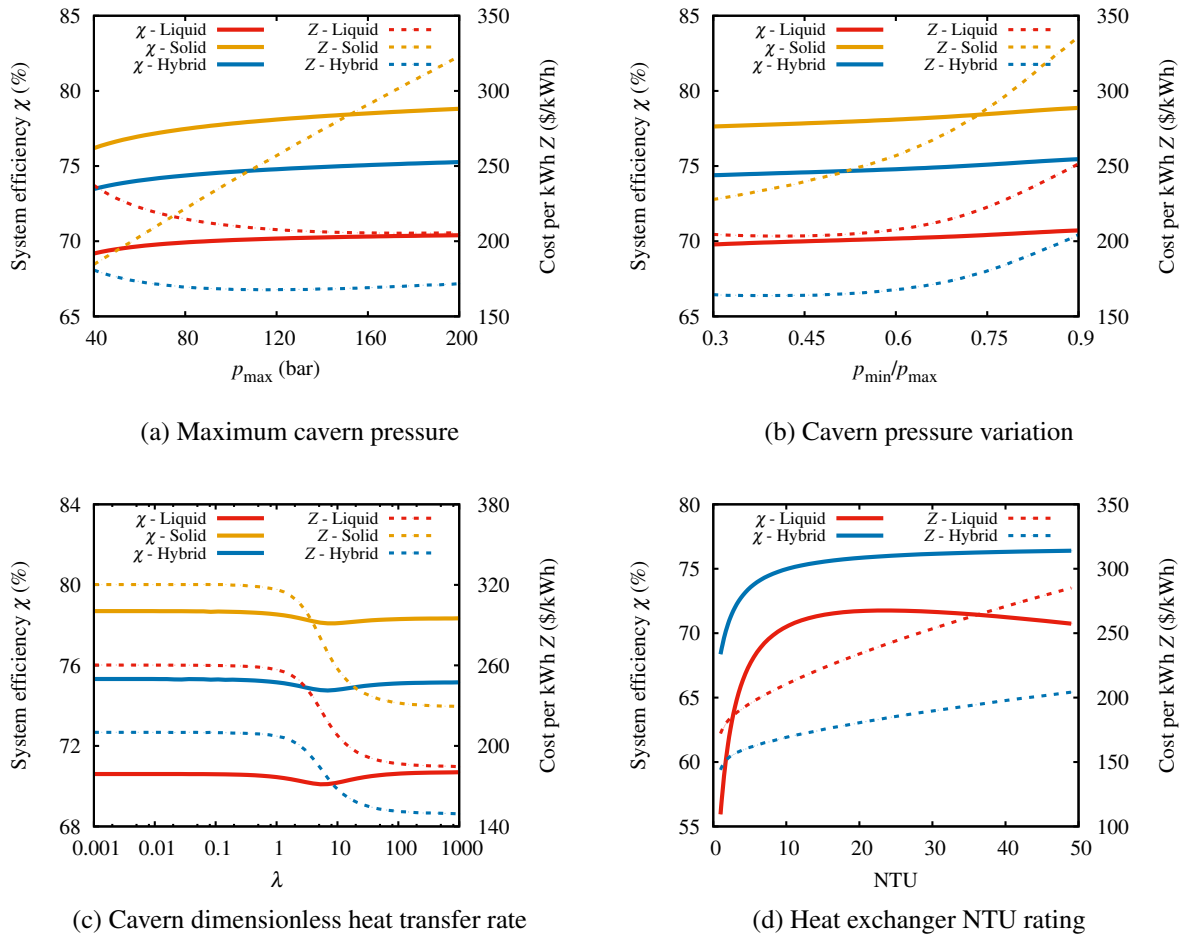 85
80
75
70
65
350
300
250
200
150
40
80
120
160
200
System efficiency χ (%)
Cost per kWh Z ($/kWh)
p_max (bar)
χ - Liquid
χ - Solid
χ - Hybrid
Z - Liquid
Z - Solid
Z - Hybrid
(a) Maximum cavern pressure
85
80
75
70
65
350
300
250
200
150
0.3
0.45
0.6
0.75
0.9
System efficiency χ (%)
Cost per kWh Z ($/kWh)
p_min/p_max
χ - Liquid
χ - Solid
χ - Hybrid
Z - Liquid
Z - Solid
Z - Hybrid
(b) Cavern pressure variation
84
80
76
72
68
380
320
260
200
140
0.001
0.01
0.1
1
10
100
1000
System efficiency χ (%)
Cost per kWh Z ($/kWh)
λ
χ - Liquid
χ - Solid
χ - Hybrid
Z - Liquid
Z - Solid
Z - Hybrid
(c) Cavern dimensionless heat transfer rate
80
75
70
65
60
55
350
300
250
200
150
100
0
10
20
30
40
50
System efficiency χ (%)
Cost per kWh Z ($/kWh)
NTU
χ - Liquid
χ - Hybrid
Z - Liquid
Z - Hybrid
(d) Heat exchanger NTU rating